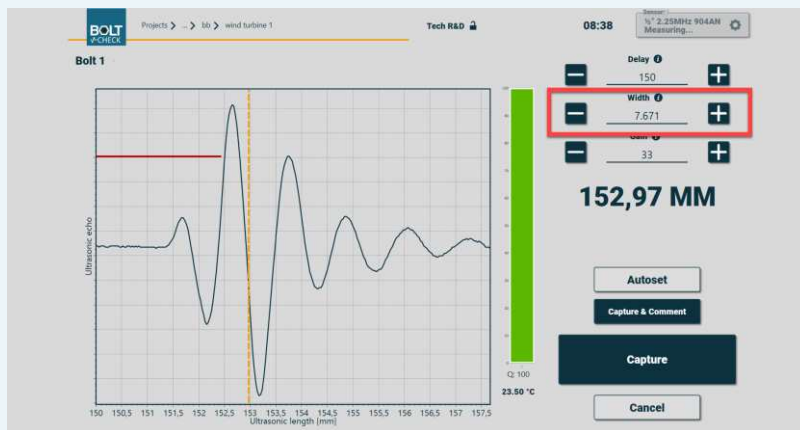 BOLT
✓-CHECK
Projects ❯ ... ❯ bb ❯ wind turbine 1
Tech R&D
08:38
Sensor:
½" 2.25MHz 904AN
Measuring...
Bolt 1
Delay
150
Width
7.671
Gain
33
152,97 MM
Autoset
Capture & Comment
Capture
Cancel
Ultrasonic echo
Q: 100
23.50 °C
150 150,5 151 151,5 152 152,5 153 153,5 154 154,5 155 155,5 156 156,5 157 157,5
Ultrasonic length [mm]